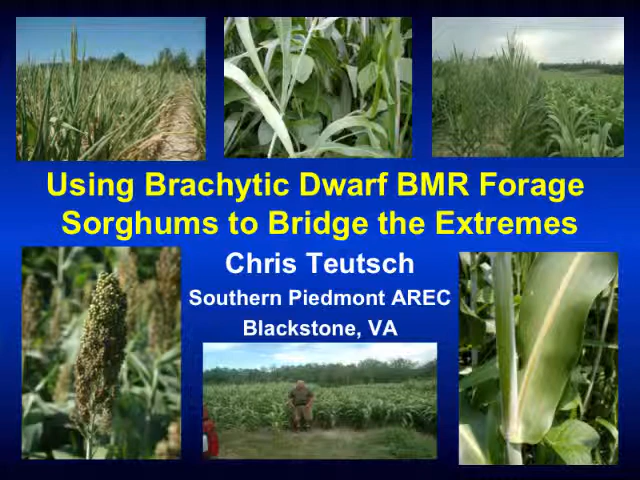 Using Brachytic Dwarf BMR Forage
Sorghums to Bridge the Extremes
Chris Teutsch
Southern Piedmont AREC
Blackstone, VA